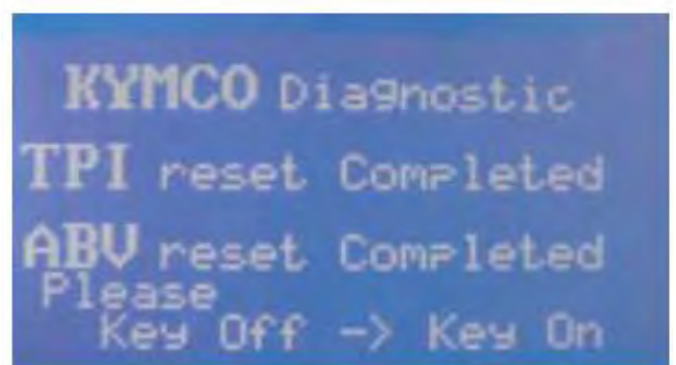 KYMCO Diagnostic
TPI reset Completed
ABV reset Completed
Please
Key Off -> Key On